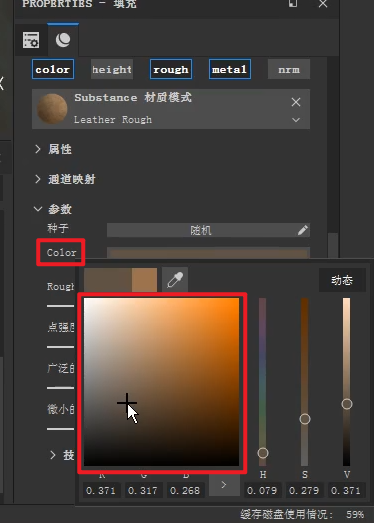 PROPERTIES - 填充
color height rough metal nrm
Substance 材质模式
Leather Rough
属性
通道映射
参数
种子 随机
Color
动态
Rough
点强度
广泛的
微小的
技
R G B H S V
0.371 0.317 0.268 0.079 0.279 0.371
缓存磁盘使用情况: 59%